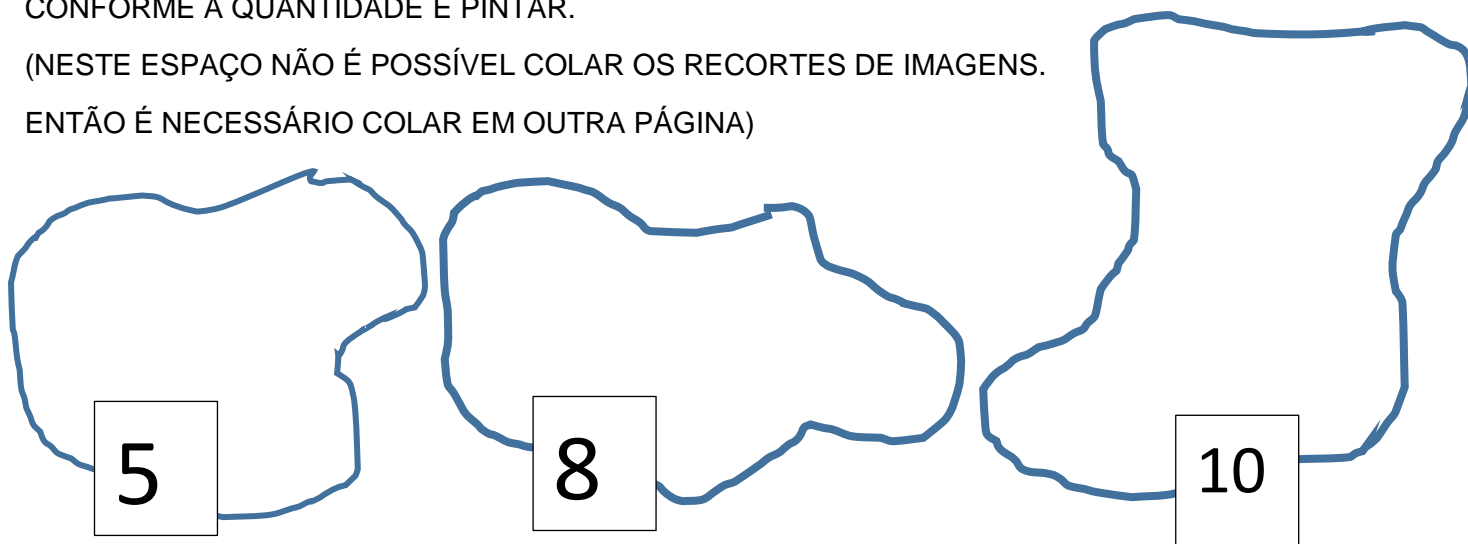 CONFORME A QUANTIDADE E PINTAR.
(NESTE ESPAÇO NÃO É POSSÍVEL COLAR OS RECORTES DE IMAGENS.
ENTÃO É NECESSÁRIO COLAR EM OUTRA PÁGINA)
5
8
10